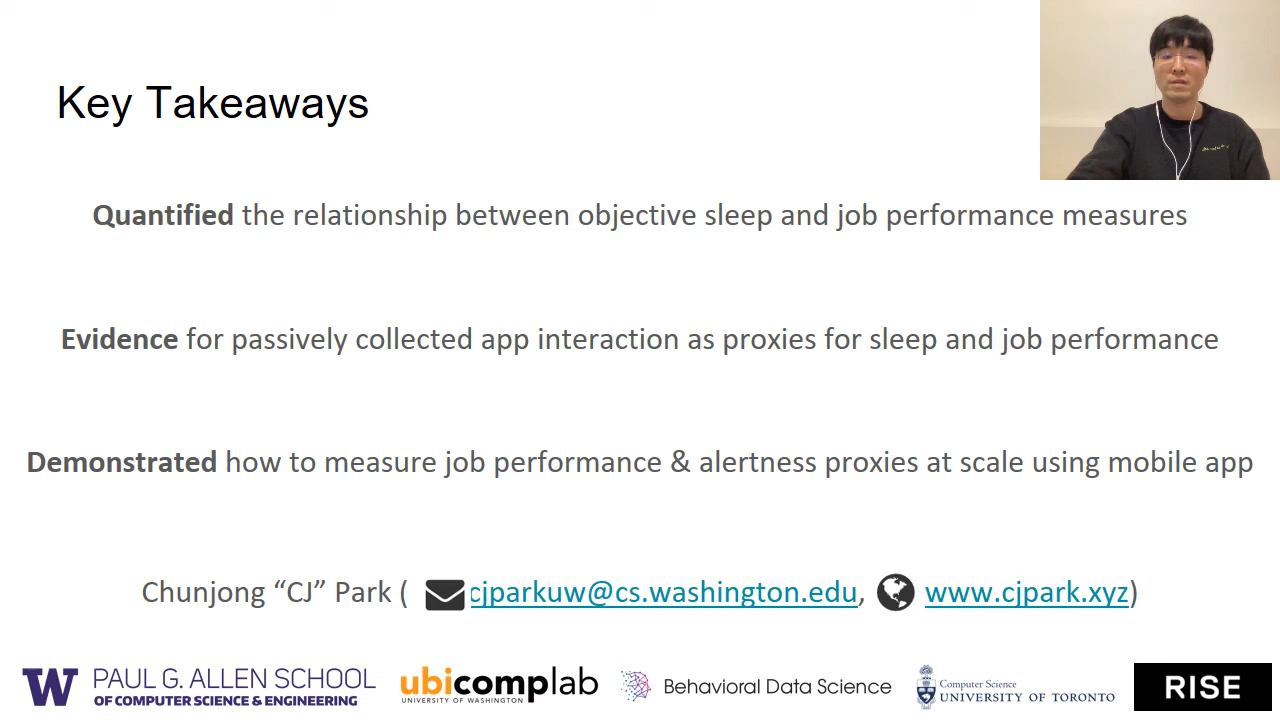 Key Takeaways
Quantified the relationship between objective sleep and job performance measures
Evidence for passively collected app interaction as proxies for sleep and job performance
Demonstrated how to measure job performance & alertness proxies at scale using mobile app
Chunjong “CJ” Park ( cjparkuw@cs.washington.edu, www.cjpark.xyz)
W PAUL G. ALLEN SCHOOL
OF COMPUTER SCIENCE & ENGINEERING
ubicomplab
UNIVERSITY OF WASHINGTON
Behavioral Data Science
Computer Science
UNIVERSITY OF TORONTO
RISE